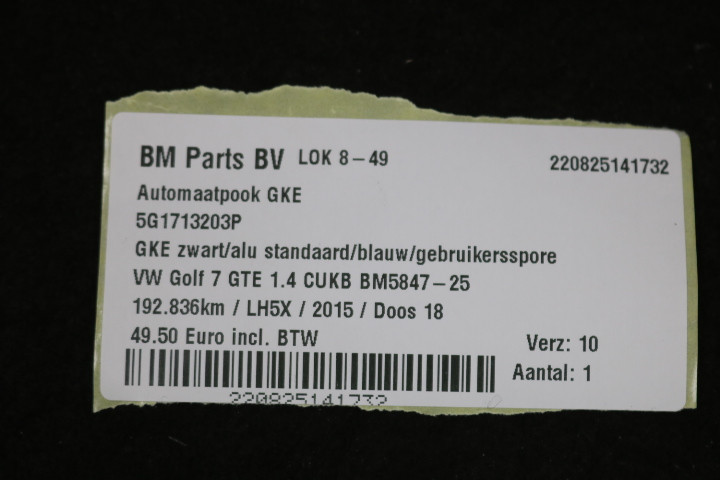 BM Parts BV LOK 8-49 220825141732
Automaatpook GKE
5G1713203P
GKE zwart/alu standaard/blauw/gebruikersspore
VW Golf 7 GTE 1.4 CUKB BM5847-25
192.836km / LH5X / 2015 / Doos 18
49.50 Euro incl. BTW Verz: 10
Aantal: 1
220825141732